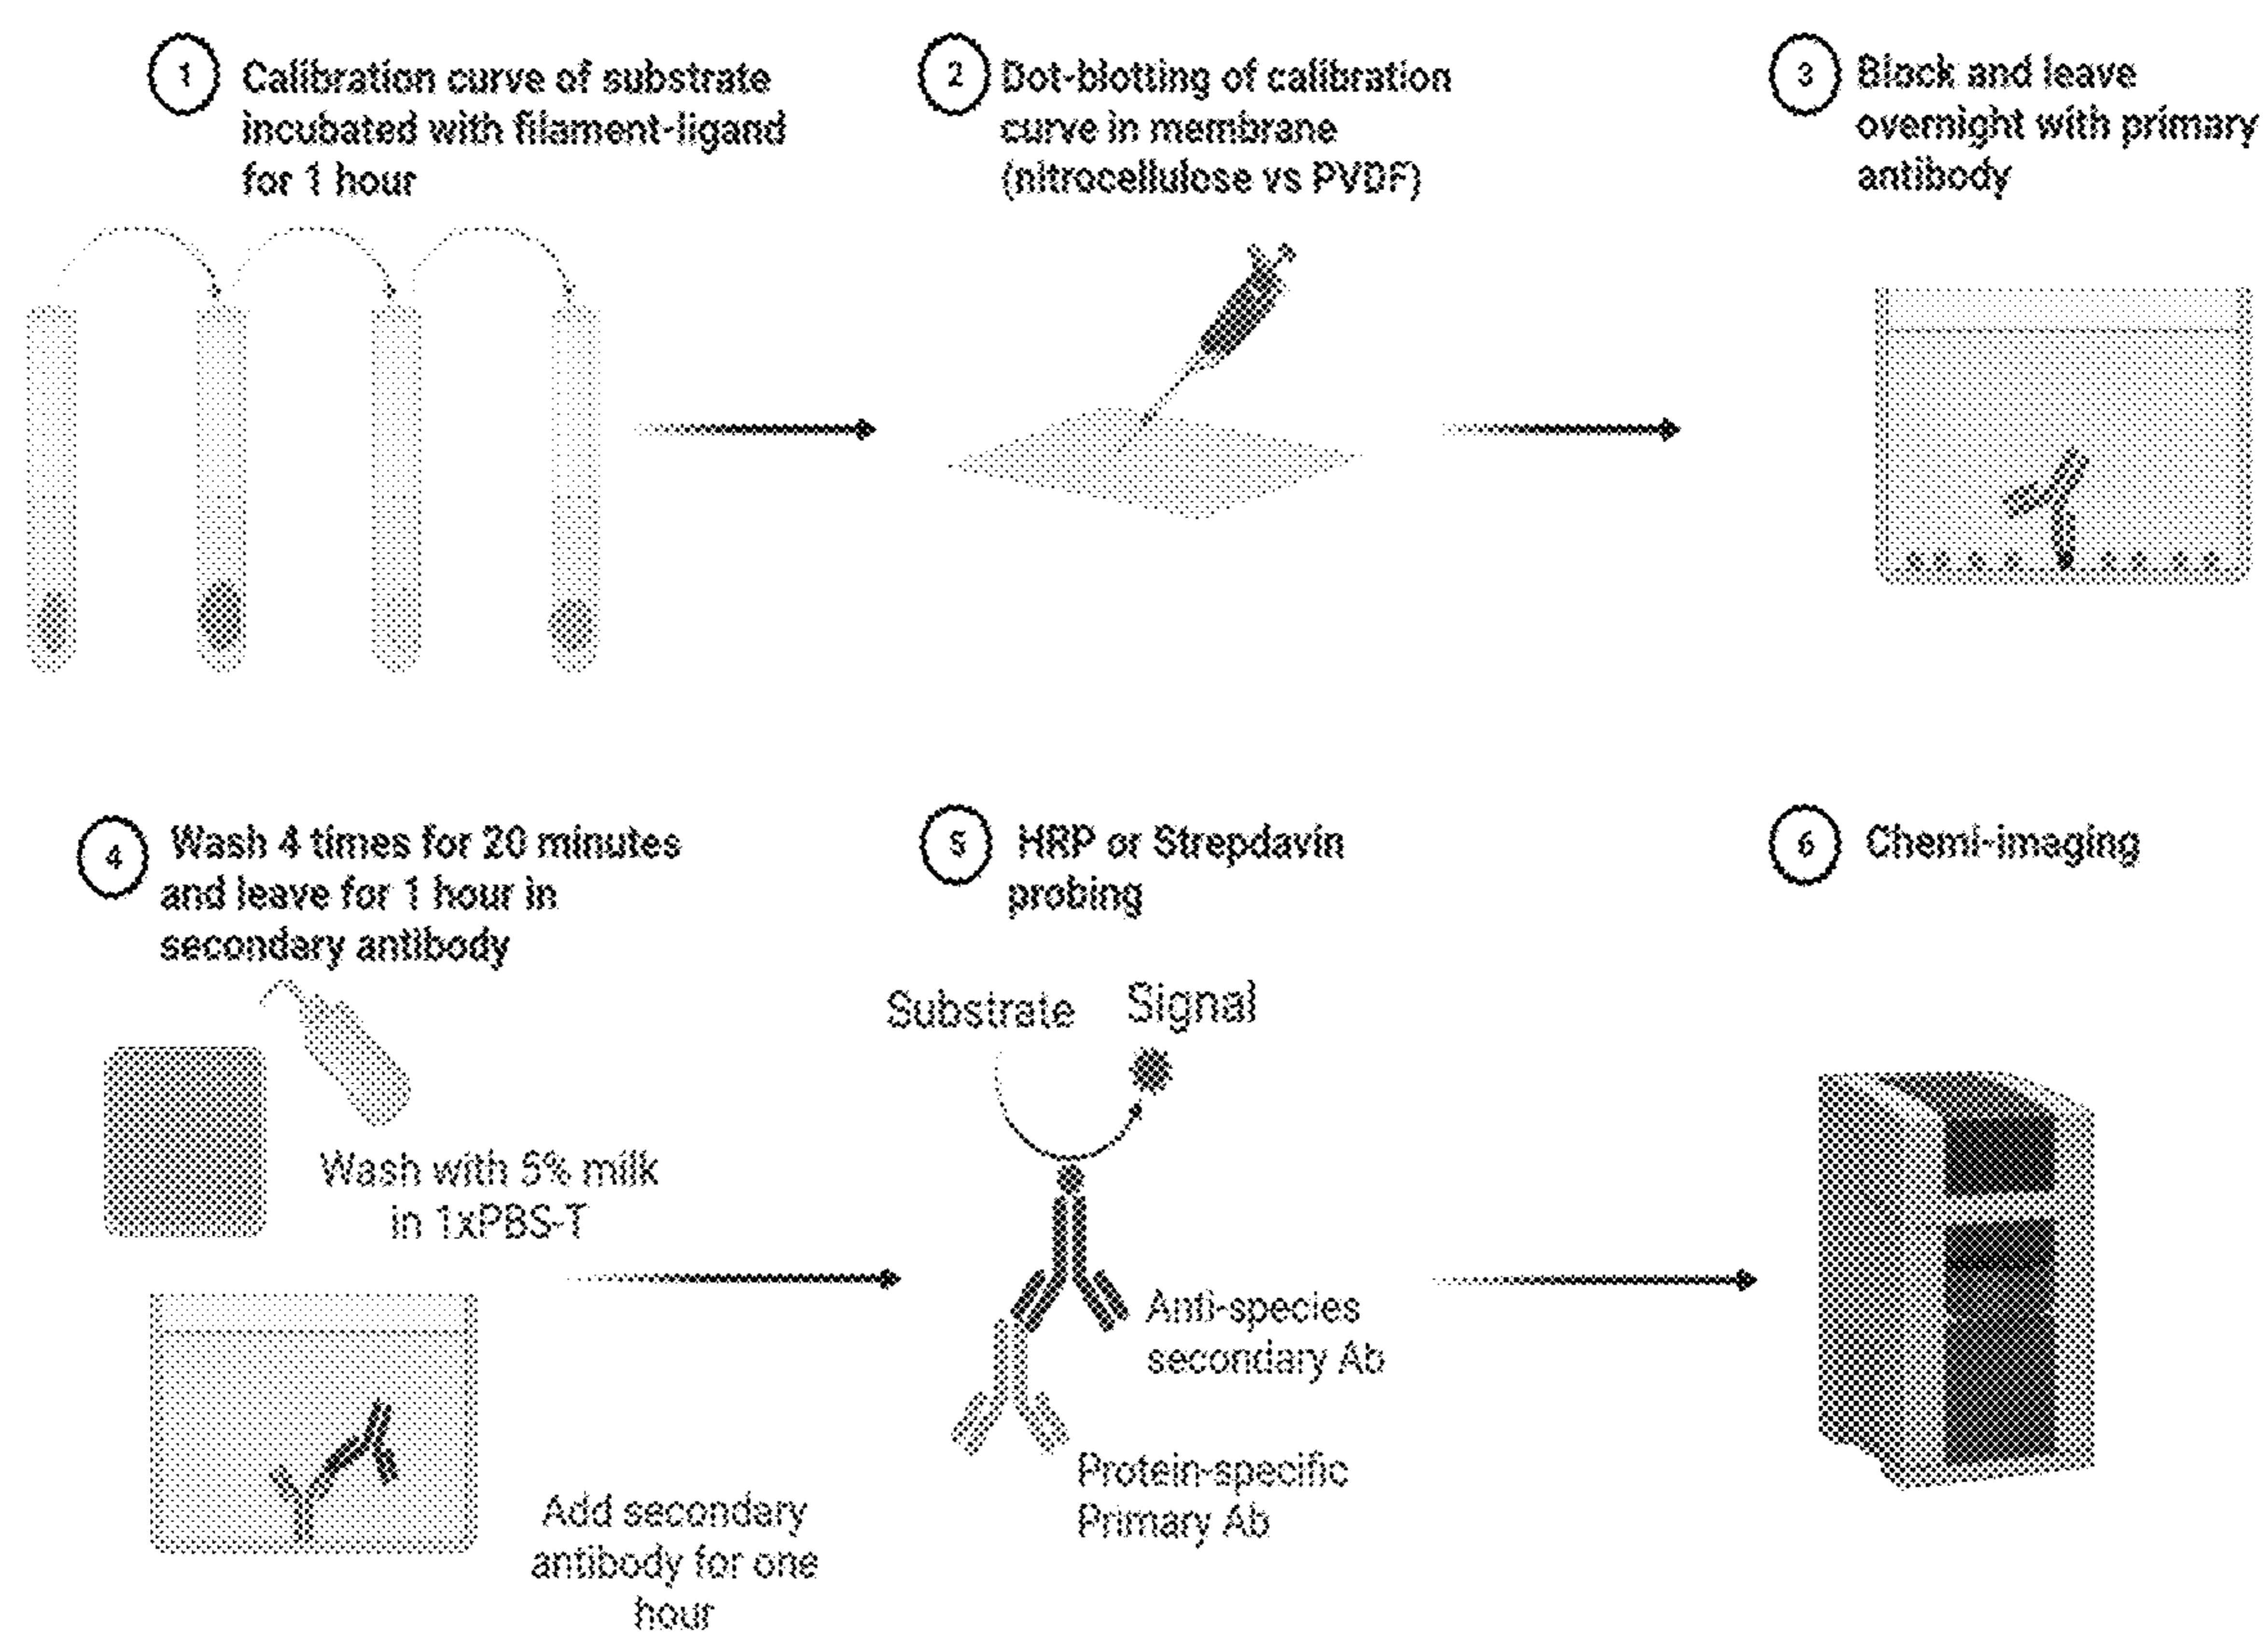 1 Calibration curve of substrate
incubated with filament-ligand
for 1 hour
2 Dot-blotting of calibration
curve in membrane
(nitrocellulose vs PVDF)
3 Block and leave
overnight with primary
antibody
4 Wash 4 times for 20 minutes
and leave for 1 hour in
secondary antibody
Wash with 5% milk
in 1xPBS-T
Add secondary
antibody for one
hour
5 HRP or Strepdavin
probing
Substrate Signal
Anti-species
secondary Ab
Protein-specific
Primary Ab
6 Chemi-imaging